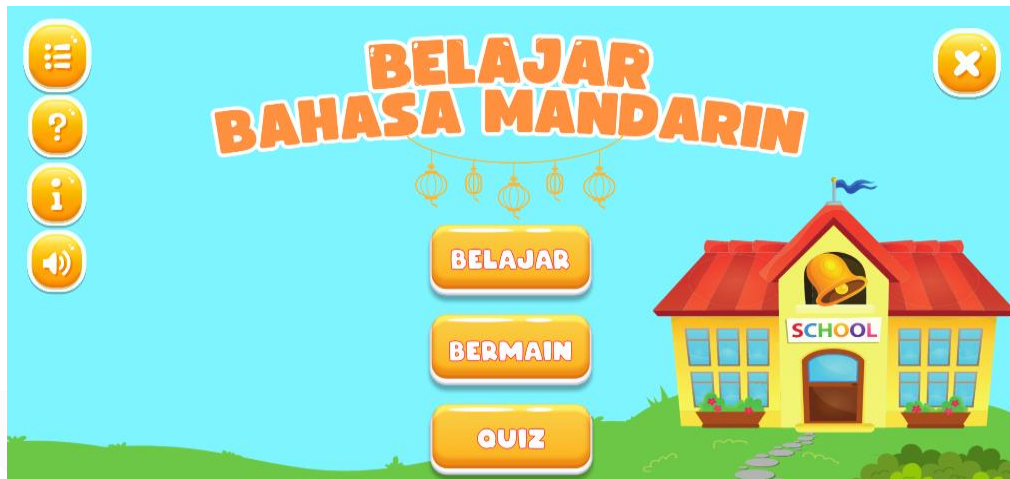 BELAJAR
BAHASA MANDARIN
BELAJAR
BERMAIN
SCHOOL
QUIZ